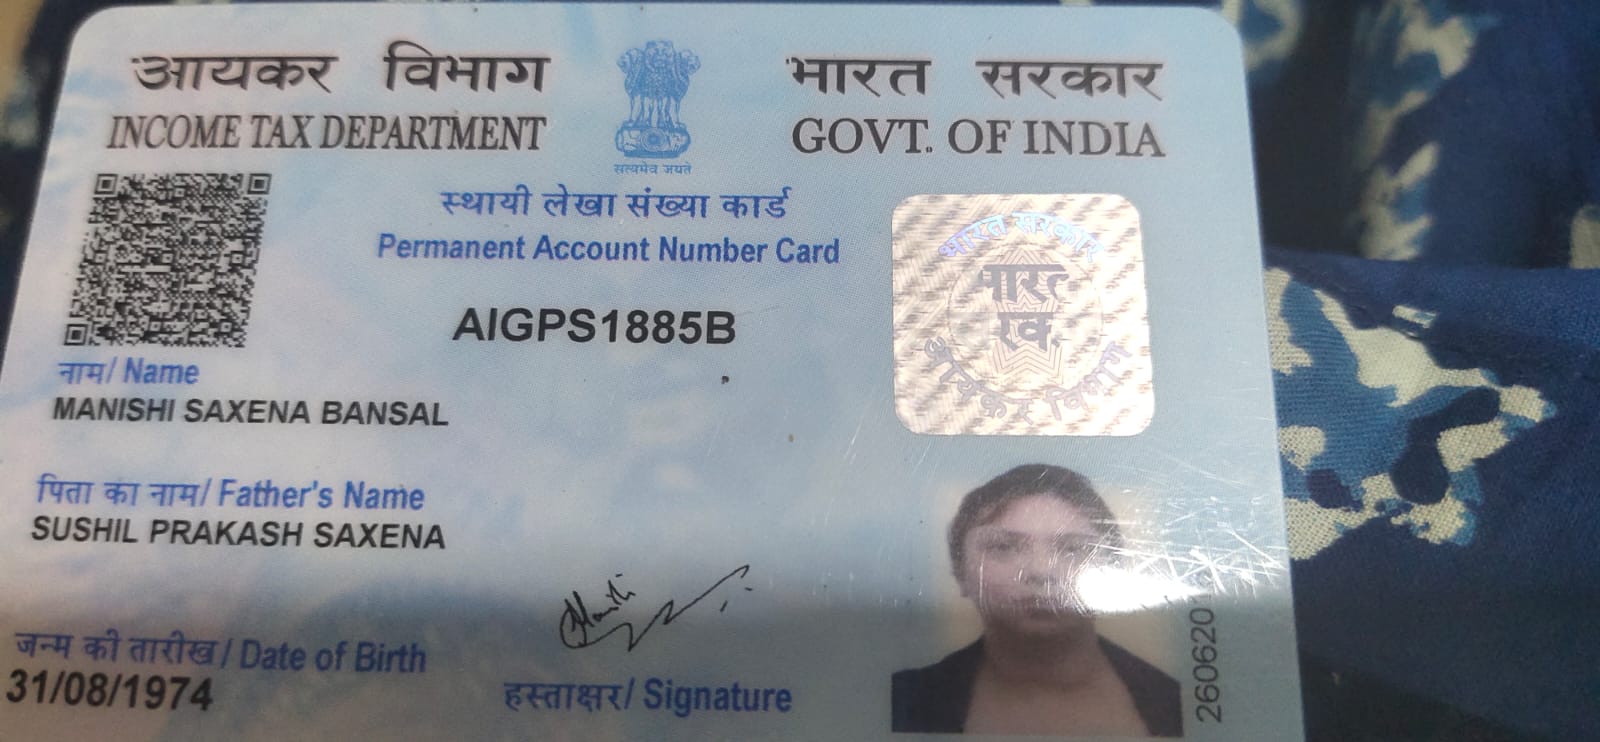 आयकर विभाग
INCOME TAX DEPARTMENT
सत्यमेव जयते
भारत सरकार
GOVT. OF INDIA
स्थायी लेखा संख्या कार्ड
Permanent Account Number Card
AIGPS1885B
भारत सरकार
आयकर विभाग
नाम/ Name
MANISHI SAXENA BANSAL
पिता का नाम/ Father's Name
SUSHIL PRAKASH SAXENA
जन्म की तारीख/ Date of Birth
31/08/1974
हस्ताक्षर/ Signature